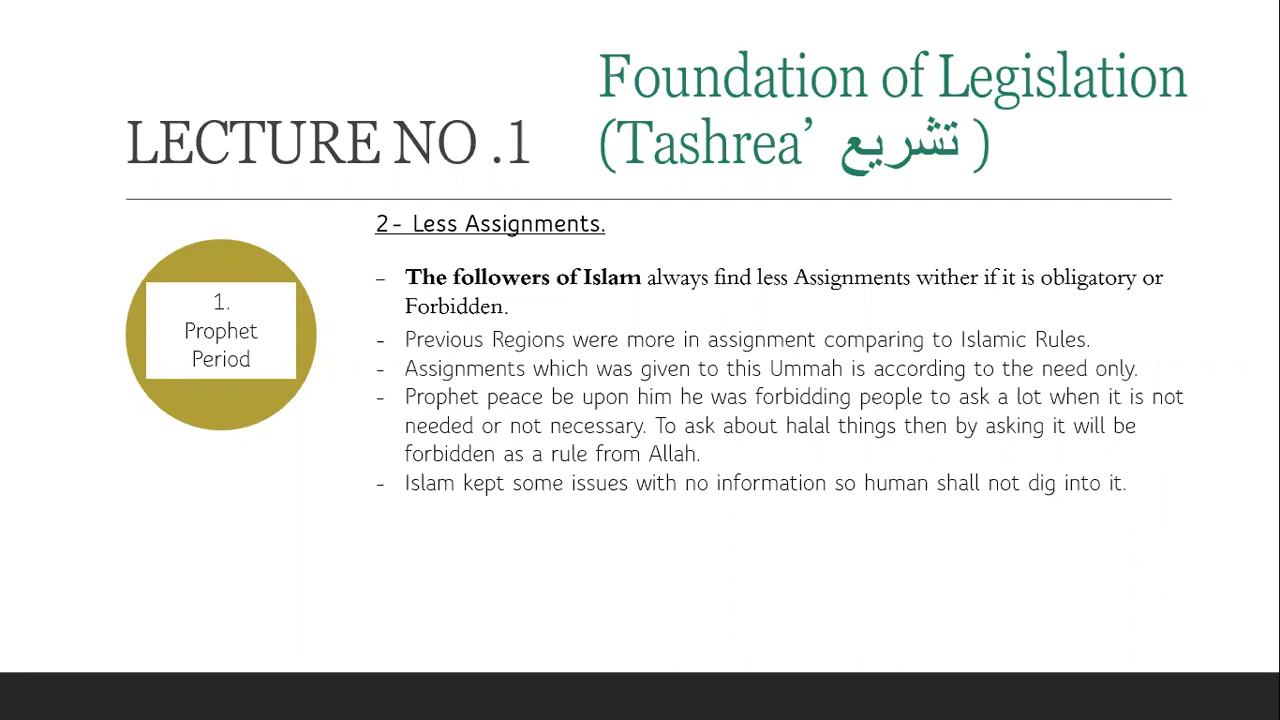 LECTURE NO .1
Foundation of Legislation
(Tashrea’ تشريع )
1.
Prophet
Period
2- Less Assignments.
- The followers of Islam always find less Assignments wither if it is obligatory or
Forbidden.
- Previous Regions were more in assignment comparing to Islamic Rules.
- Assignments which was given to this Ummah is according to the need only.
- Prophet peace be upon him he was forbidding people to ask a lot when it is not
needed or not necessary. To ask about halal things then by asking it will be
forbidden as a rule from Allah.
- Islam kept some issues with no information so human shall not dig into it.